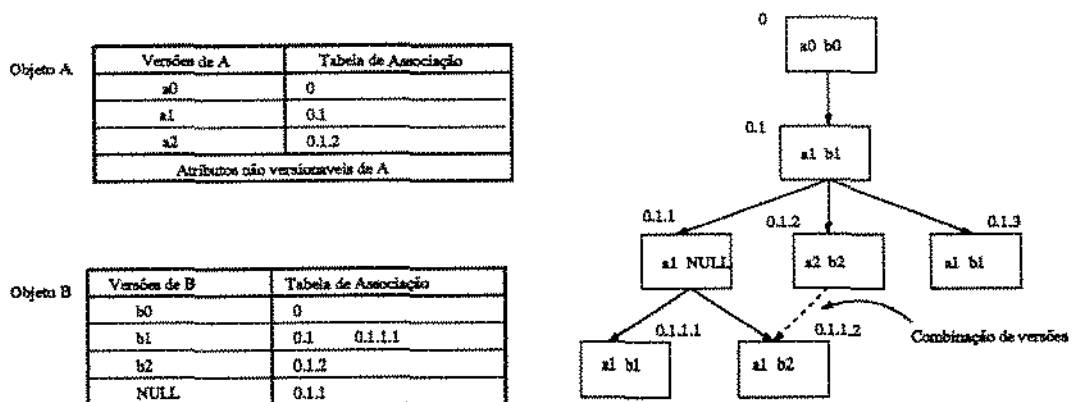 Objeto A
Versões de A Tabela de Associação
a0 0
a1 0.1
a2 0.1.2
Atributos não versionaveis de A
Objeto B
Versões de B Tabela de Associação
b0 0
b1 0.1 0.1.1.1
b2 0.1.2
NULL 0.1.1
0
a0 b0
0.1
a1 b1
0.1.1 0.1.2 0.1.3
a1 NULL a2 b2 a1 b1
0.1.1.1 0.1.1.2 Combinação de versões
a1 b1 a1 b2